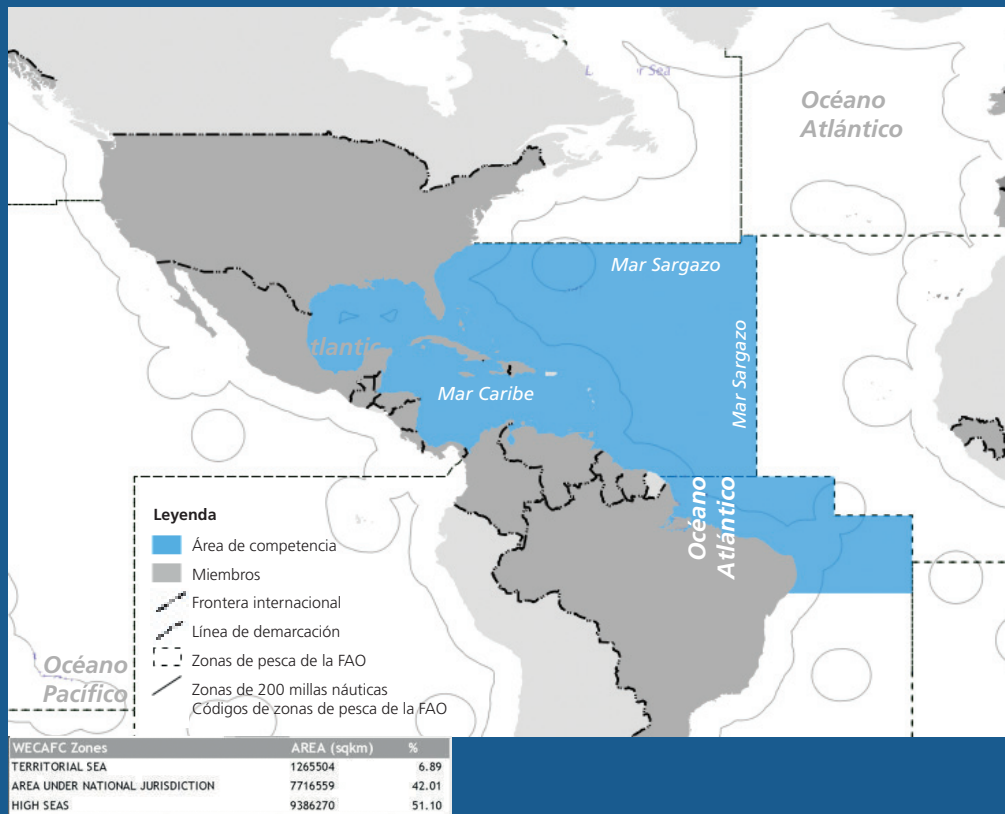 Océano
Atlántico
Mar Sargazo
Mar Sargazo
tlantic
Mar Caribe
Océano
Atlántico
Leyenda
Área de competencia
Miembros
Frontera internacional
Línea de demarcación
Zonas de pesca de la FAO
Zonas de 200 millas náuticas
Códigos de zonas de pesca de la FAO
Océano
Pacífico
WECAFC Zones AREA (sqkm) %
TERRITORIAL SEA 1265504 6.89
AREA UNDER NATIONAL JURISDICTION 7716559 42.01
HIGH SEAS 9386270 51.10